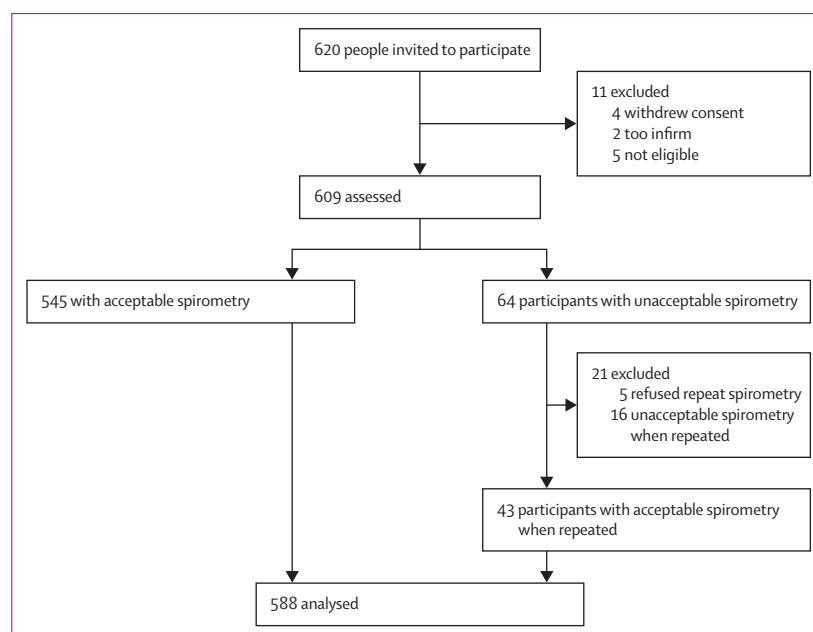 620 people invited to participate
11 excluded
4 withdrew consent
2 too infirm
5 not eligible
609 assessed
545 with acceptable spirometry
64 participants with unacceptable spirometry
21 excluded
5 refused repeat spirometry
16 unacceptable spirometry
when repeated
43 participants with acceptable spirometry
when repeated
588 analysed